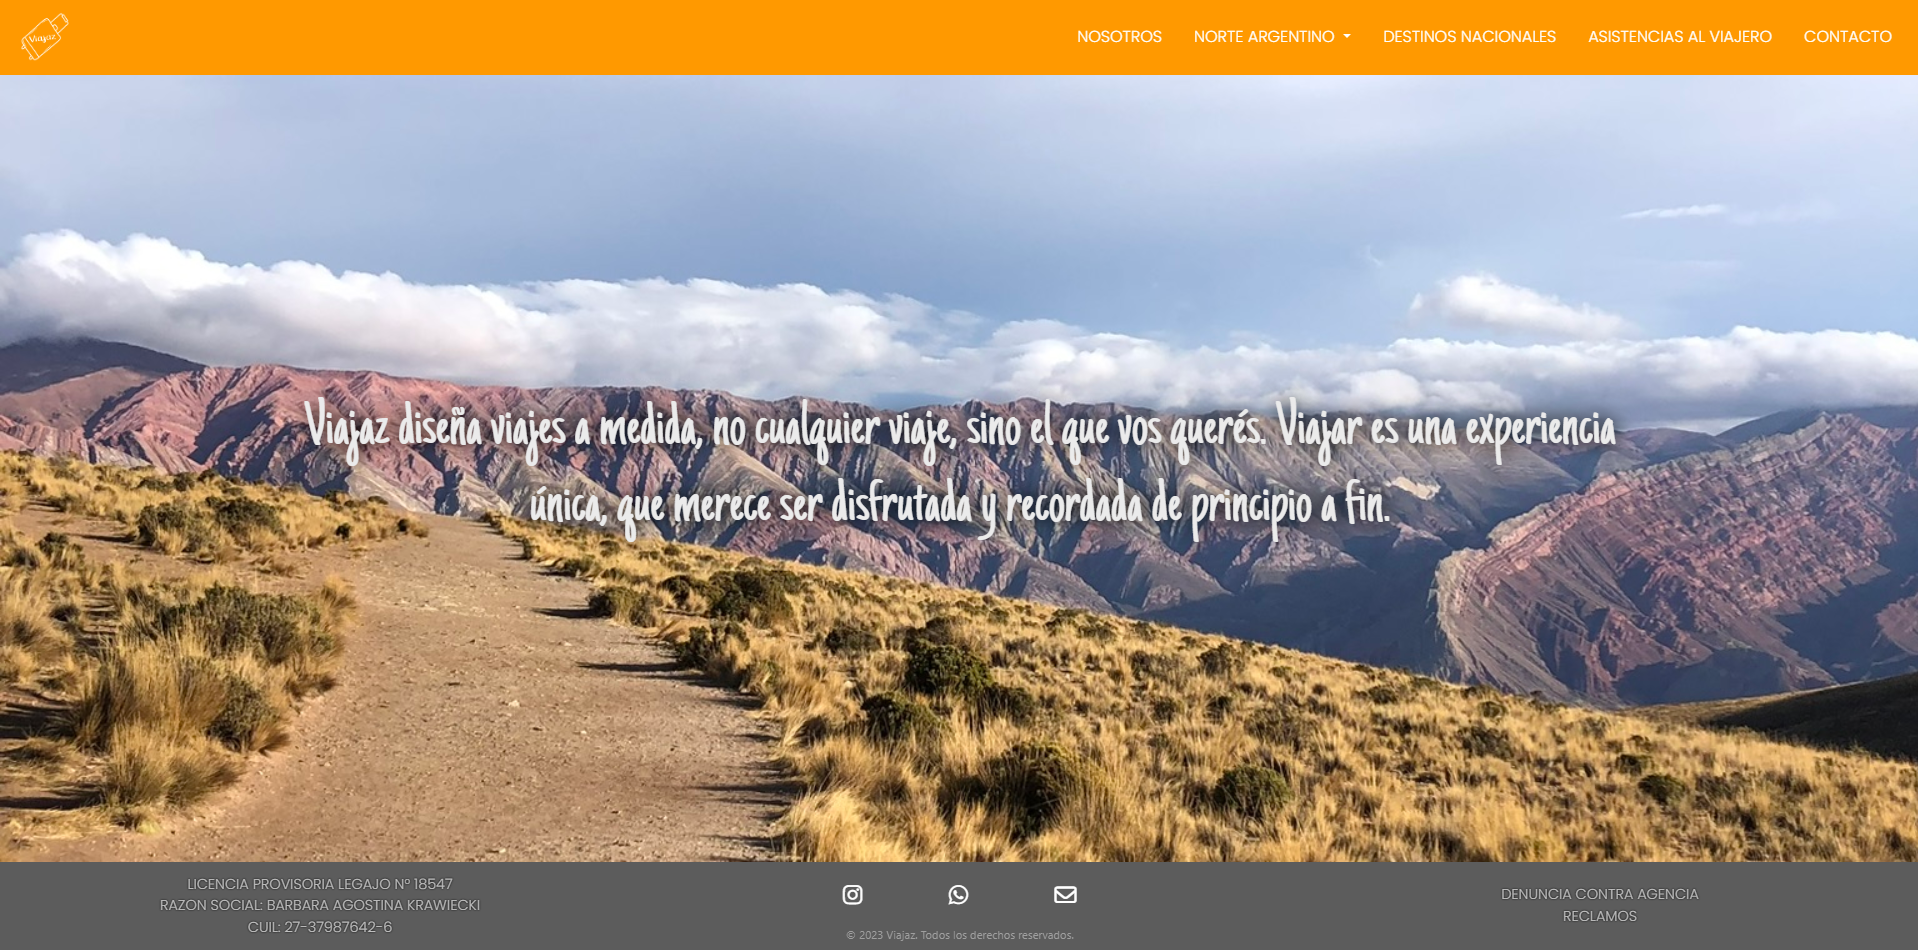 Viajaz
NOSOTROS
NORTE ARGENTINO
DESTINOS NACIONALES
ASISTENCIAS AL VIAJERO
CONTACTO
Viajaz diseña viajes a medida, no cualquier viaje, sino el que vos querés. Viajar es una experiencia
única, que merece ser disfrutada y recordada de principio a fin.
LICENCIA PROVISORIA LEGAJO Nº 18547
RAZON SOCIAL: BARBARA AGOSTINA KRAWIECKI
CUIL: 27-37987642-6
© 2023 Viajaz. Todos los derechos reservados.
DENUNCIA CONTRA AGENCIA
RECLAMOS